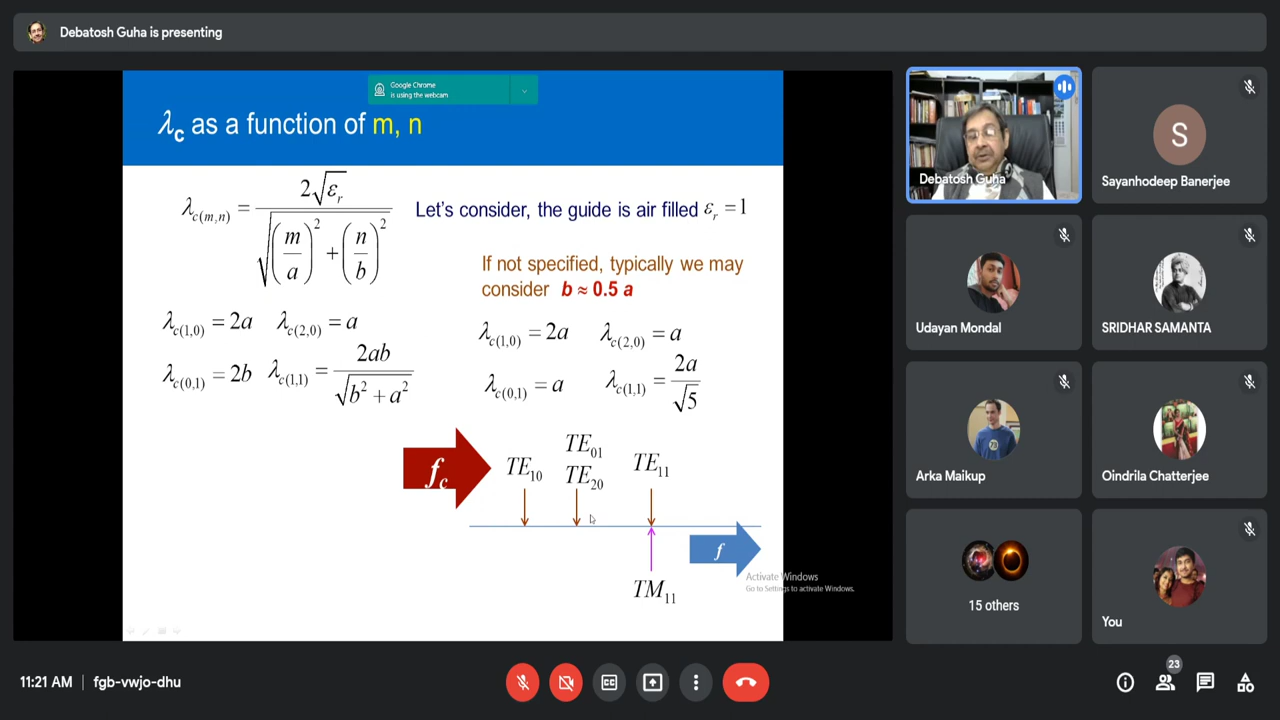 Debatosh Guha is presenting
Google Chrome
is using the webcam
λc as a function of m, n
λc(m,n) = 2√εr / √((m/a)² + (n/b)²)
Let's consider, the guide is air filled εr = 1
If not specified, typically we may
consider b ≈ 0.5 a
λc(1,0) = 2a λc(2,0) = a
λc(0,1) = 2b λc(1,1) = 2ab / √(b² + a²)
λc(1,0) = 2a λc(2,0) = a
λc(0,1) = a λc(1,1) = 2a / √5
fc
TE10
TE01
TE20
TE11
f
TM11
Activate Windows
Go to Settings to activate Windows.
Debatosh Guha
S
Sayanhodeep Banerjee
Udayan Mondal
SRIDHAR SAMANTA
Arka Maikup
Oindrila Chatterjee
15 others
You
11:21 AM | fgb-vwjo-dhu
23